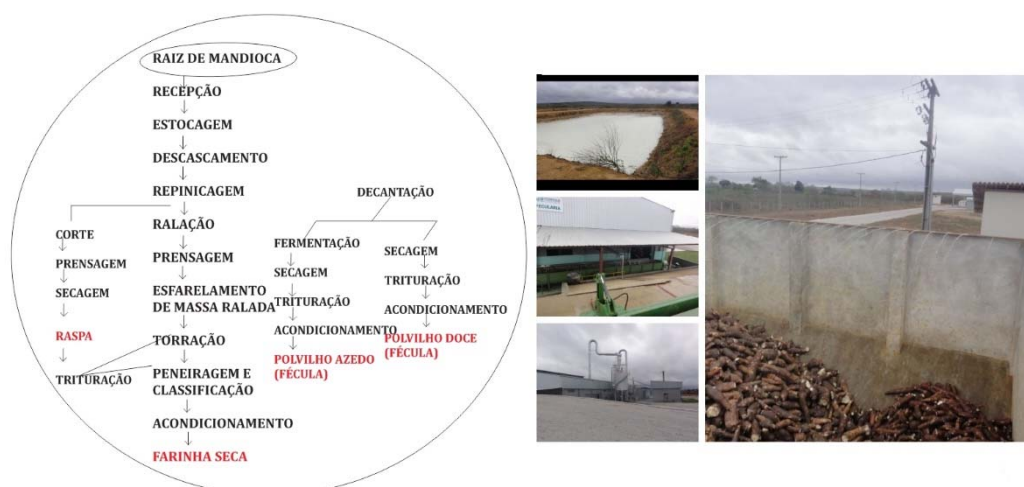 RAIZ DE MANDIOCA
RECEPÇÃO
ESTOCAGEM
DESCASCAMENTO
REPINICAGEM
RALAÇÃO
PRENSAGEM
ESFARELAMENTO
DE MASSA RALADA
TORRAÇÃO
PENEIRAGEM E
CLASSIFICAÇÃO
ACONDICIONAMENTO
FARINHA SECA
CORTE
PRENSAGEM
SECAGEM
RASPA
TRITURAÇÃO
DECANTAÇÃO
FERMENTAÇÃO
SECAGEM
TRITURAÇÃO
ACONDICIONAMENTO
POLVILHO AZEDO
(FÉCULA)
SECAGEM
TRITURAÇÃO
ACONDICIONAMENTO
POLVILHO DOCE
(FÉCULA)